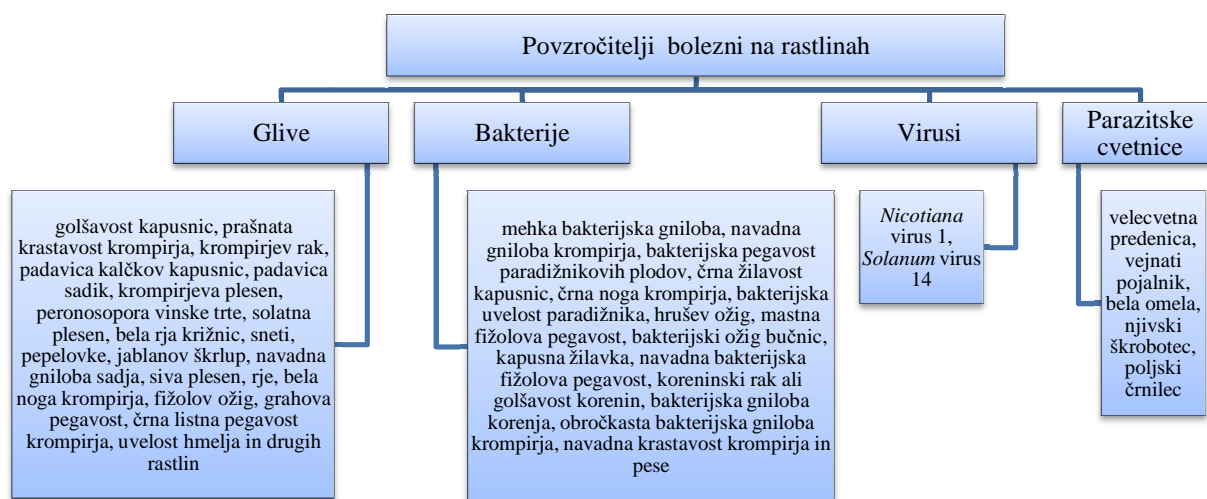 Povzročitelji bolezni na rastlinah
Glive
golšavost kapusnic, prašnata
krastavost krompirja, krompirjev rak,
padavica kalčkov kapusnic, padavica
sadik, krompirjeva plesen,
peronosopora vinske trte, solatna
plesen, bela rja križnic, sneti,
pepelovke, jablanov škrlup, navadna
gniloba sadja, siva plesen, rje, bela
noga krompirja, fižolov ožig, grahova
pegavost, črna listna pegavost
krompirja, uvelost hmelja in drugih
rastlin
Bakterije
mehka bakterijska gniloba, navadna
gniloba krompirja, bakterijska pegavost
paradižnikovih plodov, črna žilavost
kapusnic, črna noga krompirja, bakterijska
uvelost paradižnika, hrušev ožig, mastna
fižolova pegavost, bakterijski ožig bučnic,
kapusna žilavka, navadna bakterijska
fižolova pegavost, koreninski rak ali
golšavost korenin, bakterijska gniloba
korenja, obročkasta bakterijska gniloba
krompirja, navadna krastavost krompirja in
pese
Virusi
Nicotiana
virus 1,
Solanum virus
14
Parazitske
cvetnice
velecvetna
predenica,
vejnati
pojalnik,
bela omela,
njivski
škrobotec,
poljski
črnilec